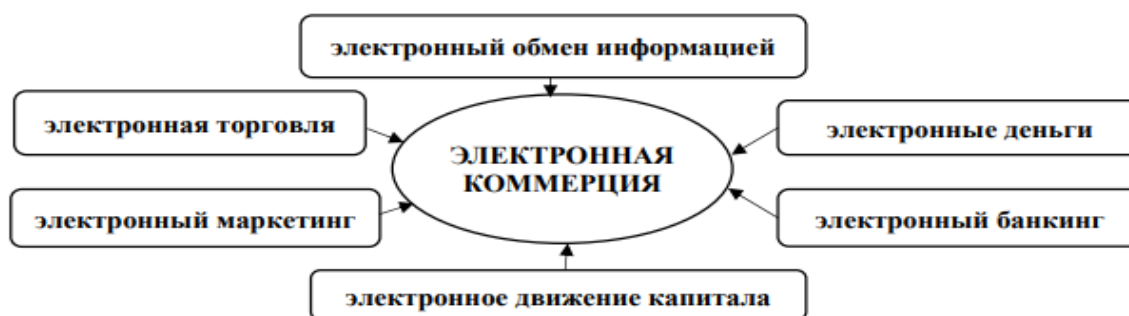 электронный обмен информацией
электронная торговля
электронные деньги
ЭЛЕКТРОННАЯ
КОММЕРЦИЯ
электронный маркетинг
электронный банкинг
электронное движение капитала